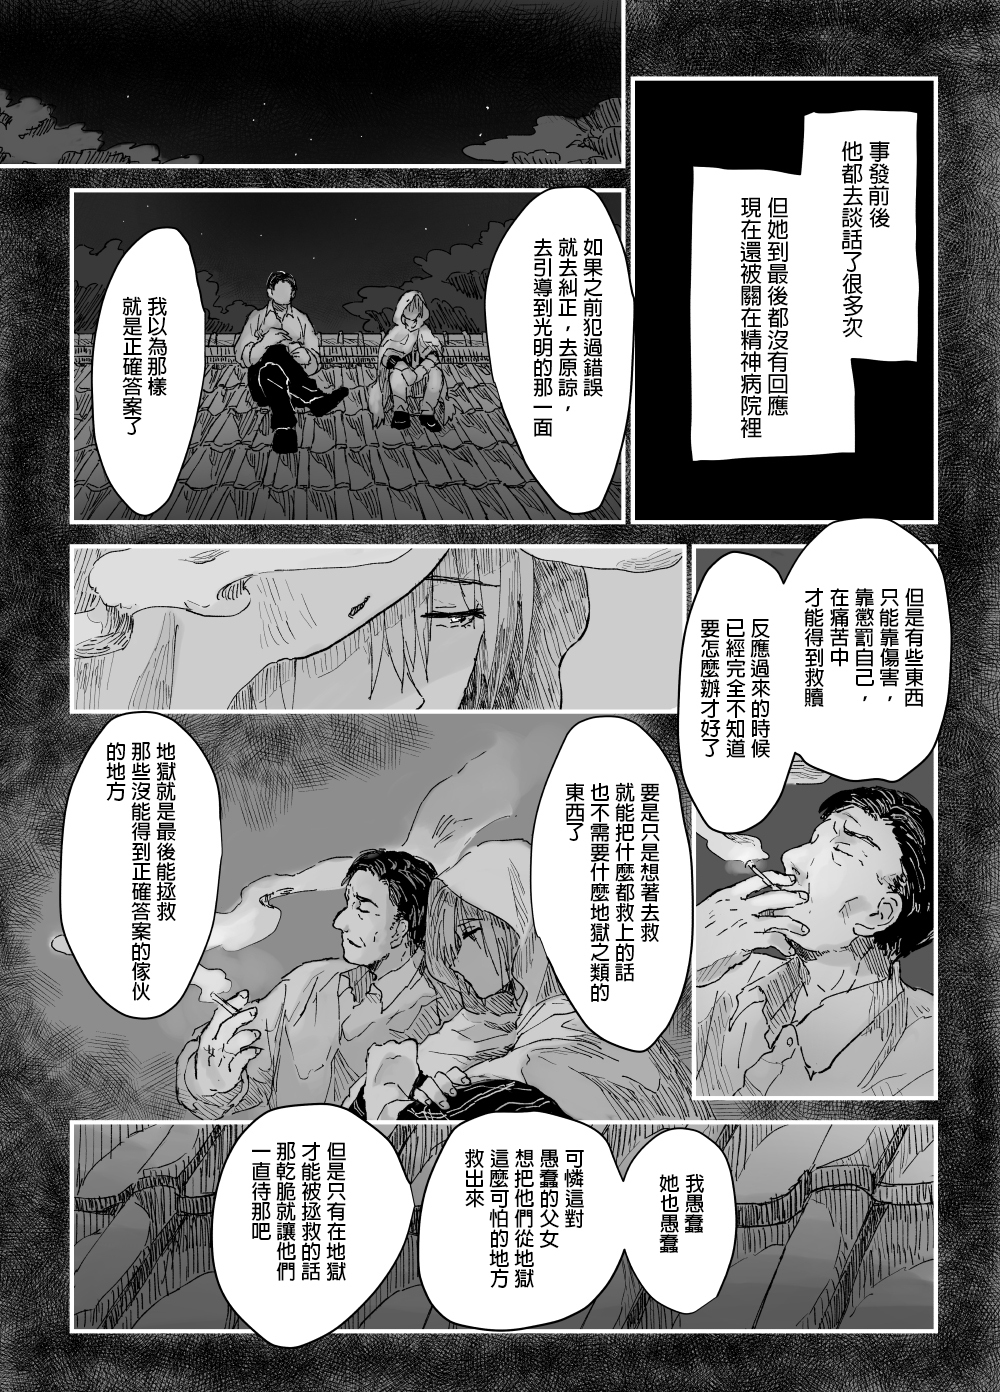 事發前後
他都去談話了很多次
但她到最後都沒有回應
現在還被關在精神病院裡
如果之前犯過錯誤
就去糾正，去原諒，
去引導到光明的那一面
我以為那樣
就是正確答案了
但是有些東西
只能靠傷害，
靠懲罰自己，
在痛苦中
才能得到救贖
反應過來的時候
已經完全不知道
要怎麼辦才好了
要是只是想著去救
就能把什麼都救上的話
也不需要什麼地獄之類的
東西了
地獄就是最後能拯救
那些沒能得到正確答案的傢伙
的地方
我愚蠢
她也愚蠢
可憐這對
愚蠢的父女
想把他們從地獄
這麼可怕的地方
救出來
但是只有在地獄
才能被拯救的話
那乾脆就讓他們
一直待那吧